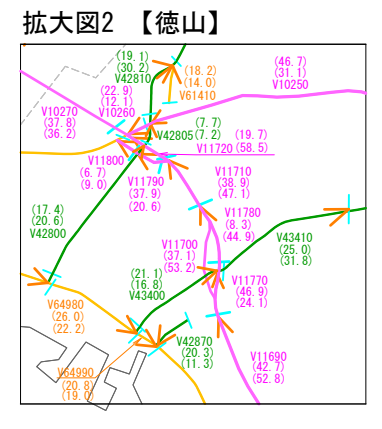 拡大図2 【徳山】
(19.1)
(30.2)
V42810
(18.2)
(14.0)
V61410
(46.7)
(31.1)
V10250
(22.9)
(12.1)
V10260
V10270
(37.8)
(36.2)
(7.7)
V42805 (7.2)
(19.7)
V11720 (58.5)
V11800
(6.7)
(9.0)
V11790
(37.9)
(20.6)
V11710
(38.9)
(47.1)
V11780
(8.3)
(44.9)
(17.4)
(20.6)
V42800
V11700
(37.1)
(53.2)
V43410
(25.0)
(31.8)
(21.1)
(16.8)
V43400
V11770
(46.9)
(24.1)
V64980
(26.0)
(22.2)
V42870
(20.3)
(11.3)
V64990
(20.8)
(19.0)
V11690
(42.7)
(52.8)